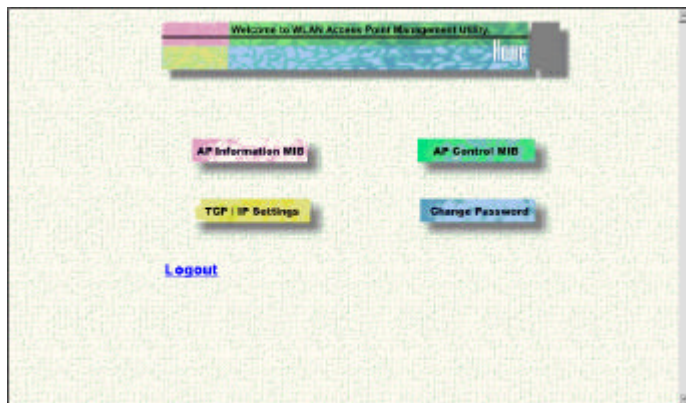 Welcome to WLAN Access Point Management Utility.
Home
AP Information MIB
AP Control MIB
TCP / IP Settings
Change Password
Logout